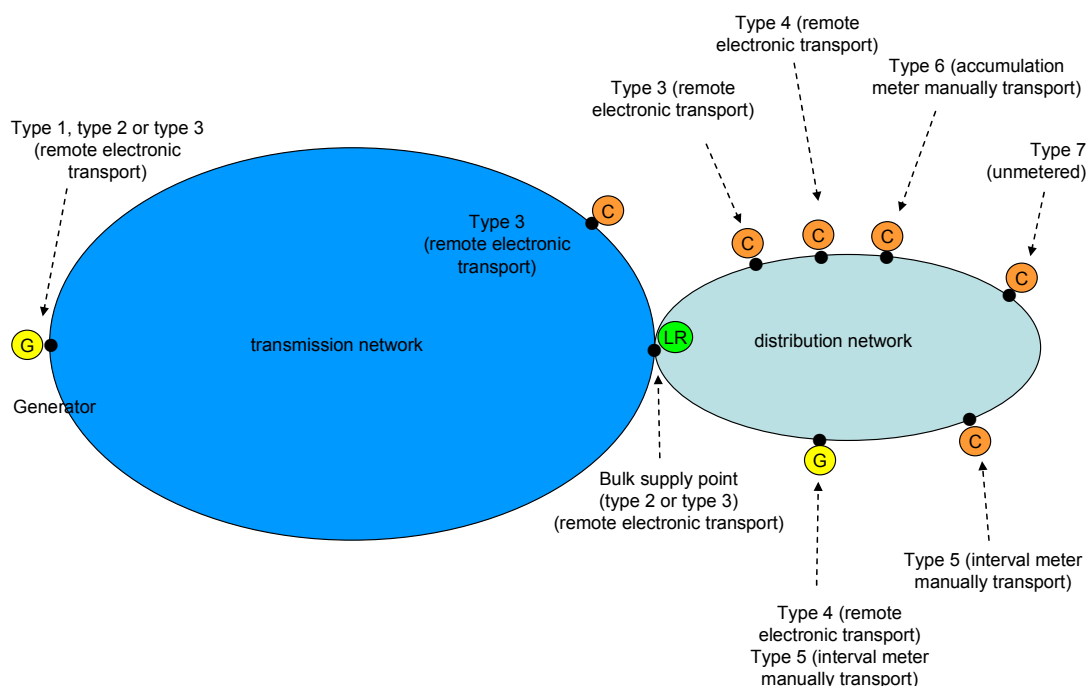 Type 4 (remote
electronic transport)
Type 3 (remote
electronic transport)
Type 6 (accumulation
meter manually transport)
Type 7
(unmetered)
Type 1, type 2 or type 3
(remote electronic
transport)
C
Type 3
(remote electronic
transport)
C
C
C
C
G
transmission network
LR
distribution network
Generator
G
C
Bulk supply point
(type 2 or type 3)
(remote electronic transport)
Type 5 (interval meter
manually transport)
Type 4 (remote
electronic transport)
Type 5 (interval meter
manually transport)